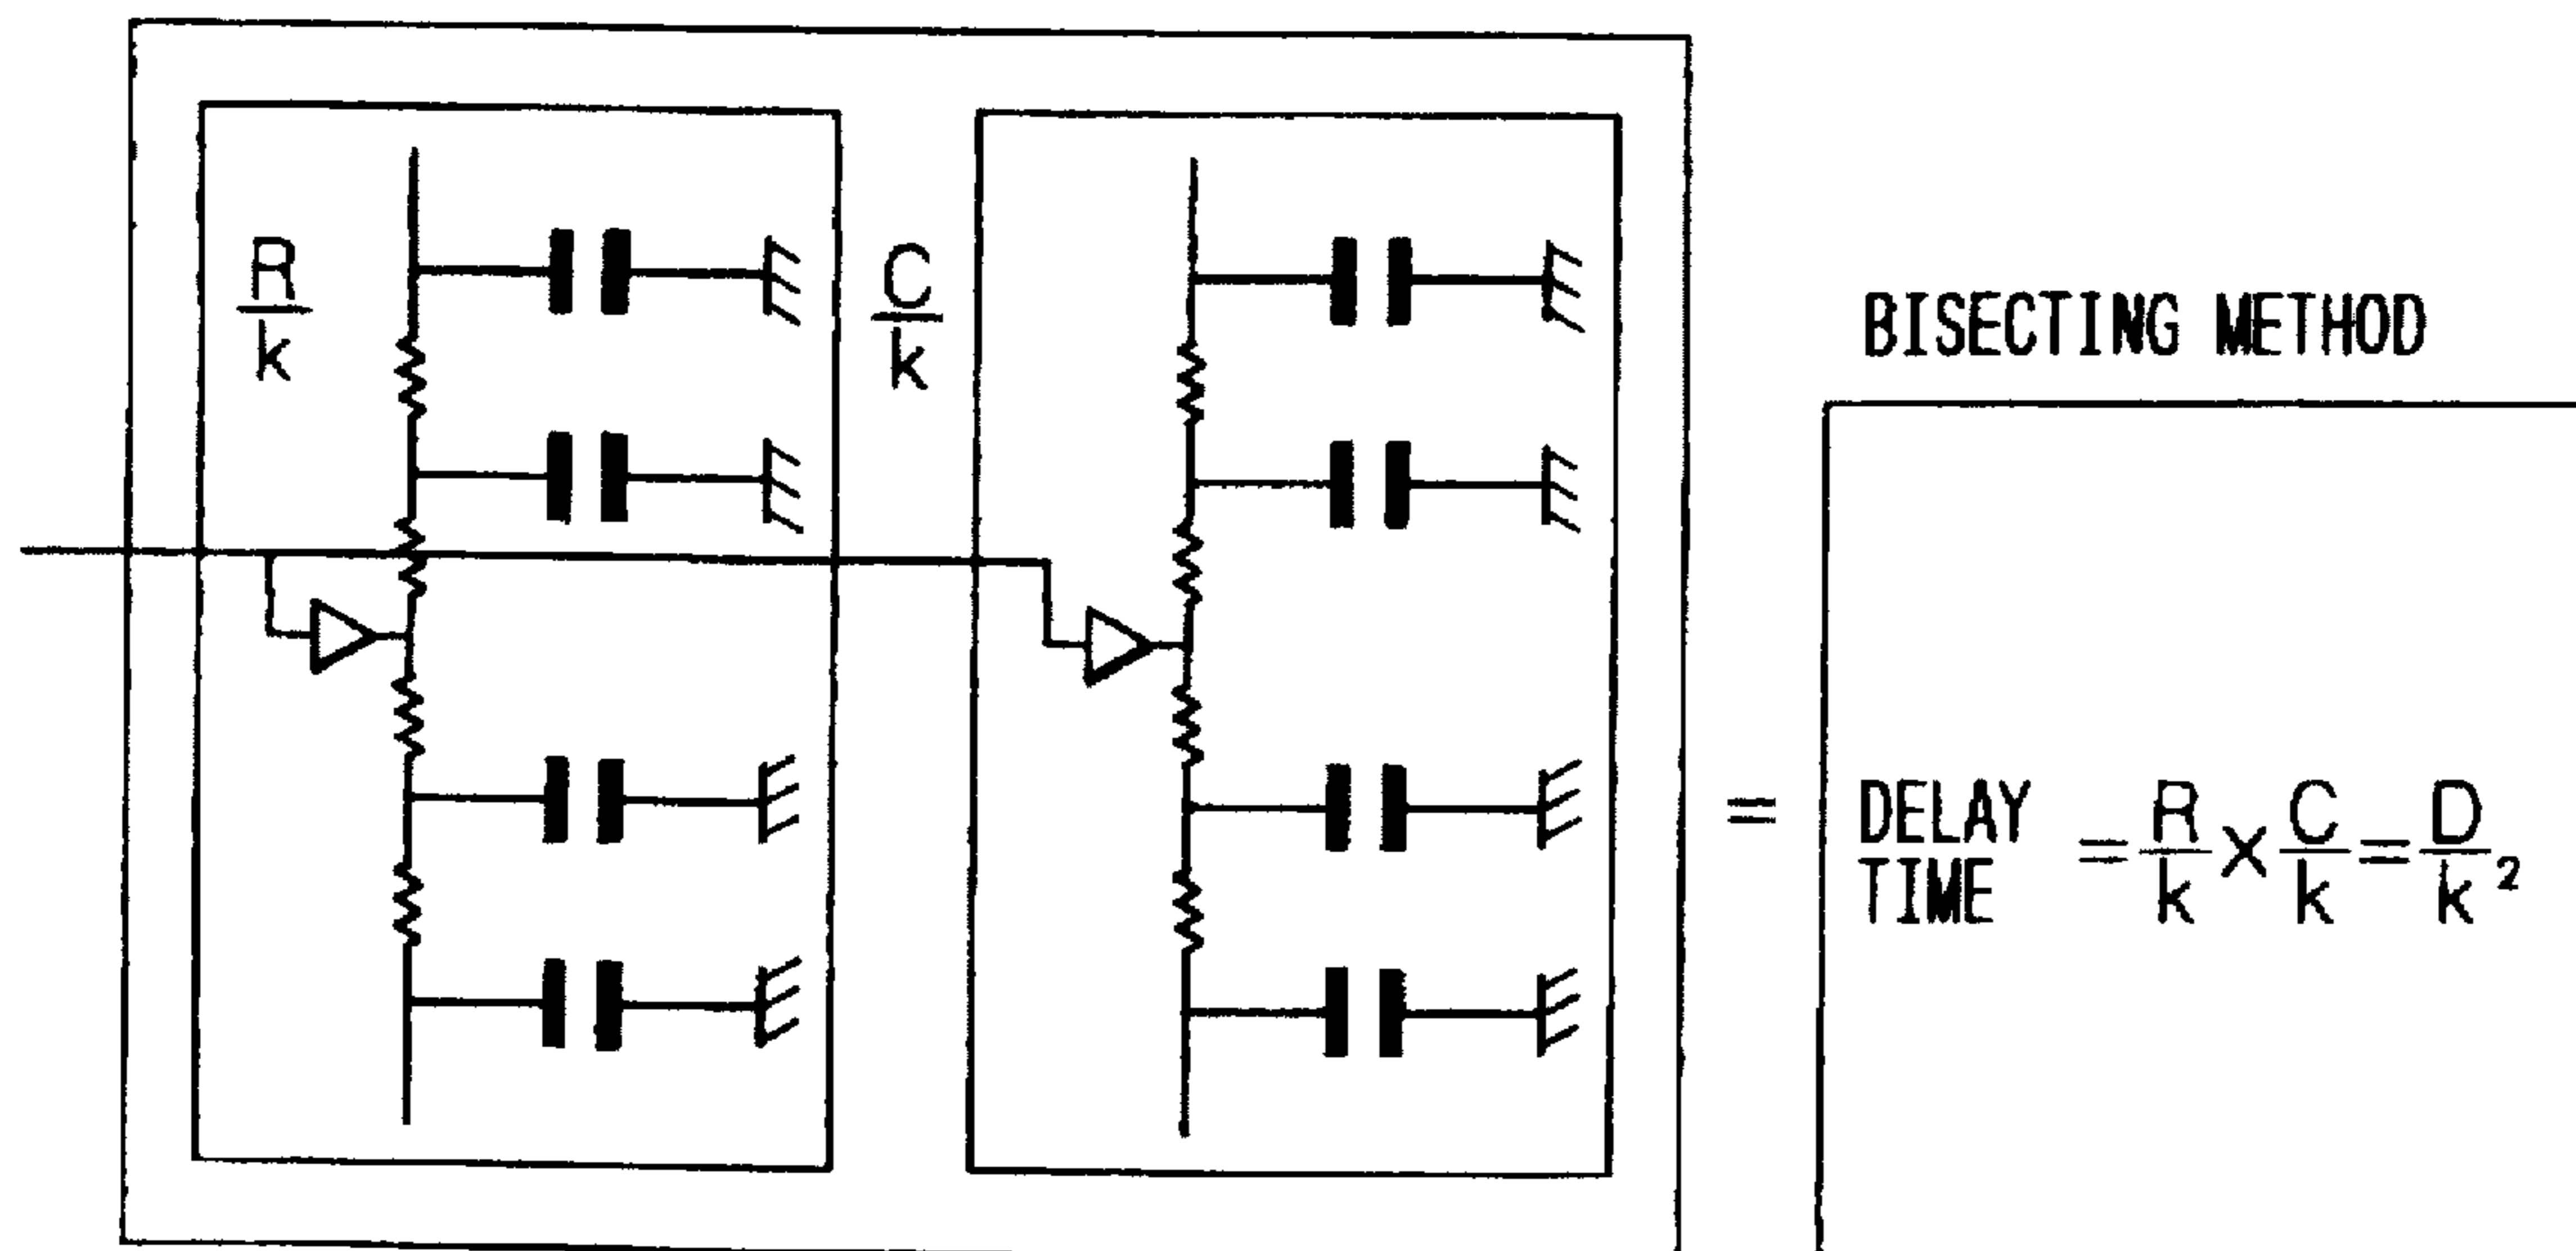 R/k
C/k
BISECTING METHOD
=
DELAY TIME = R/k × C/k = D/k²